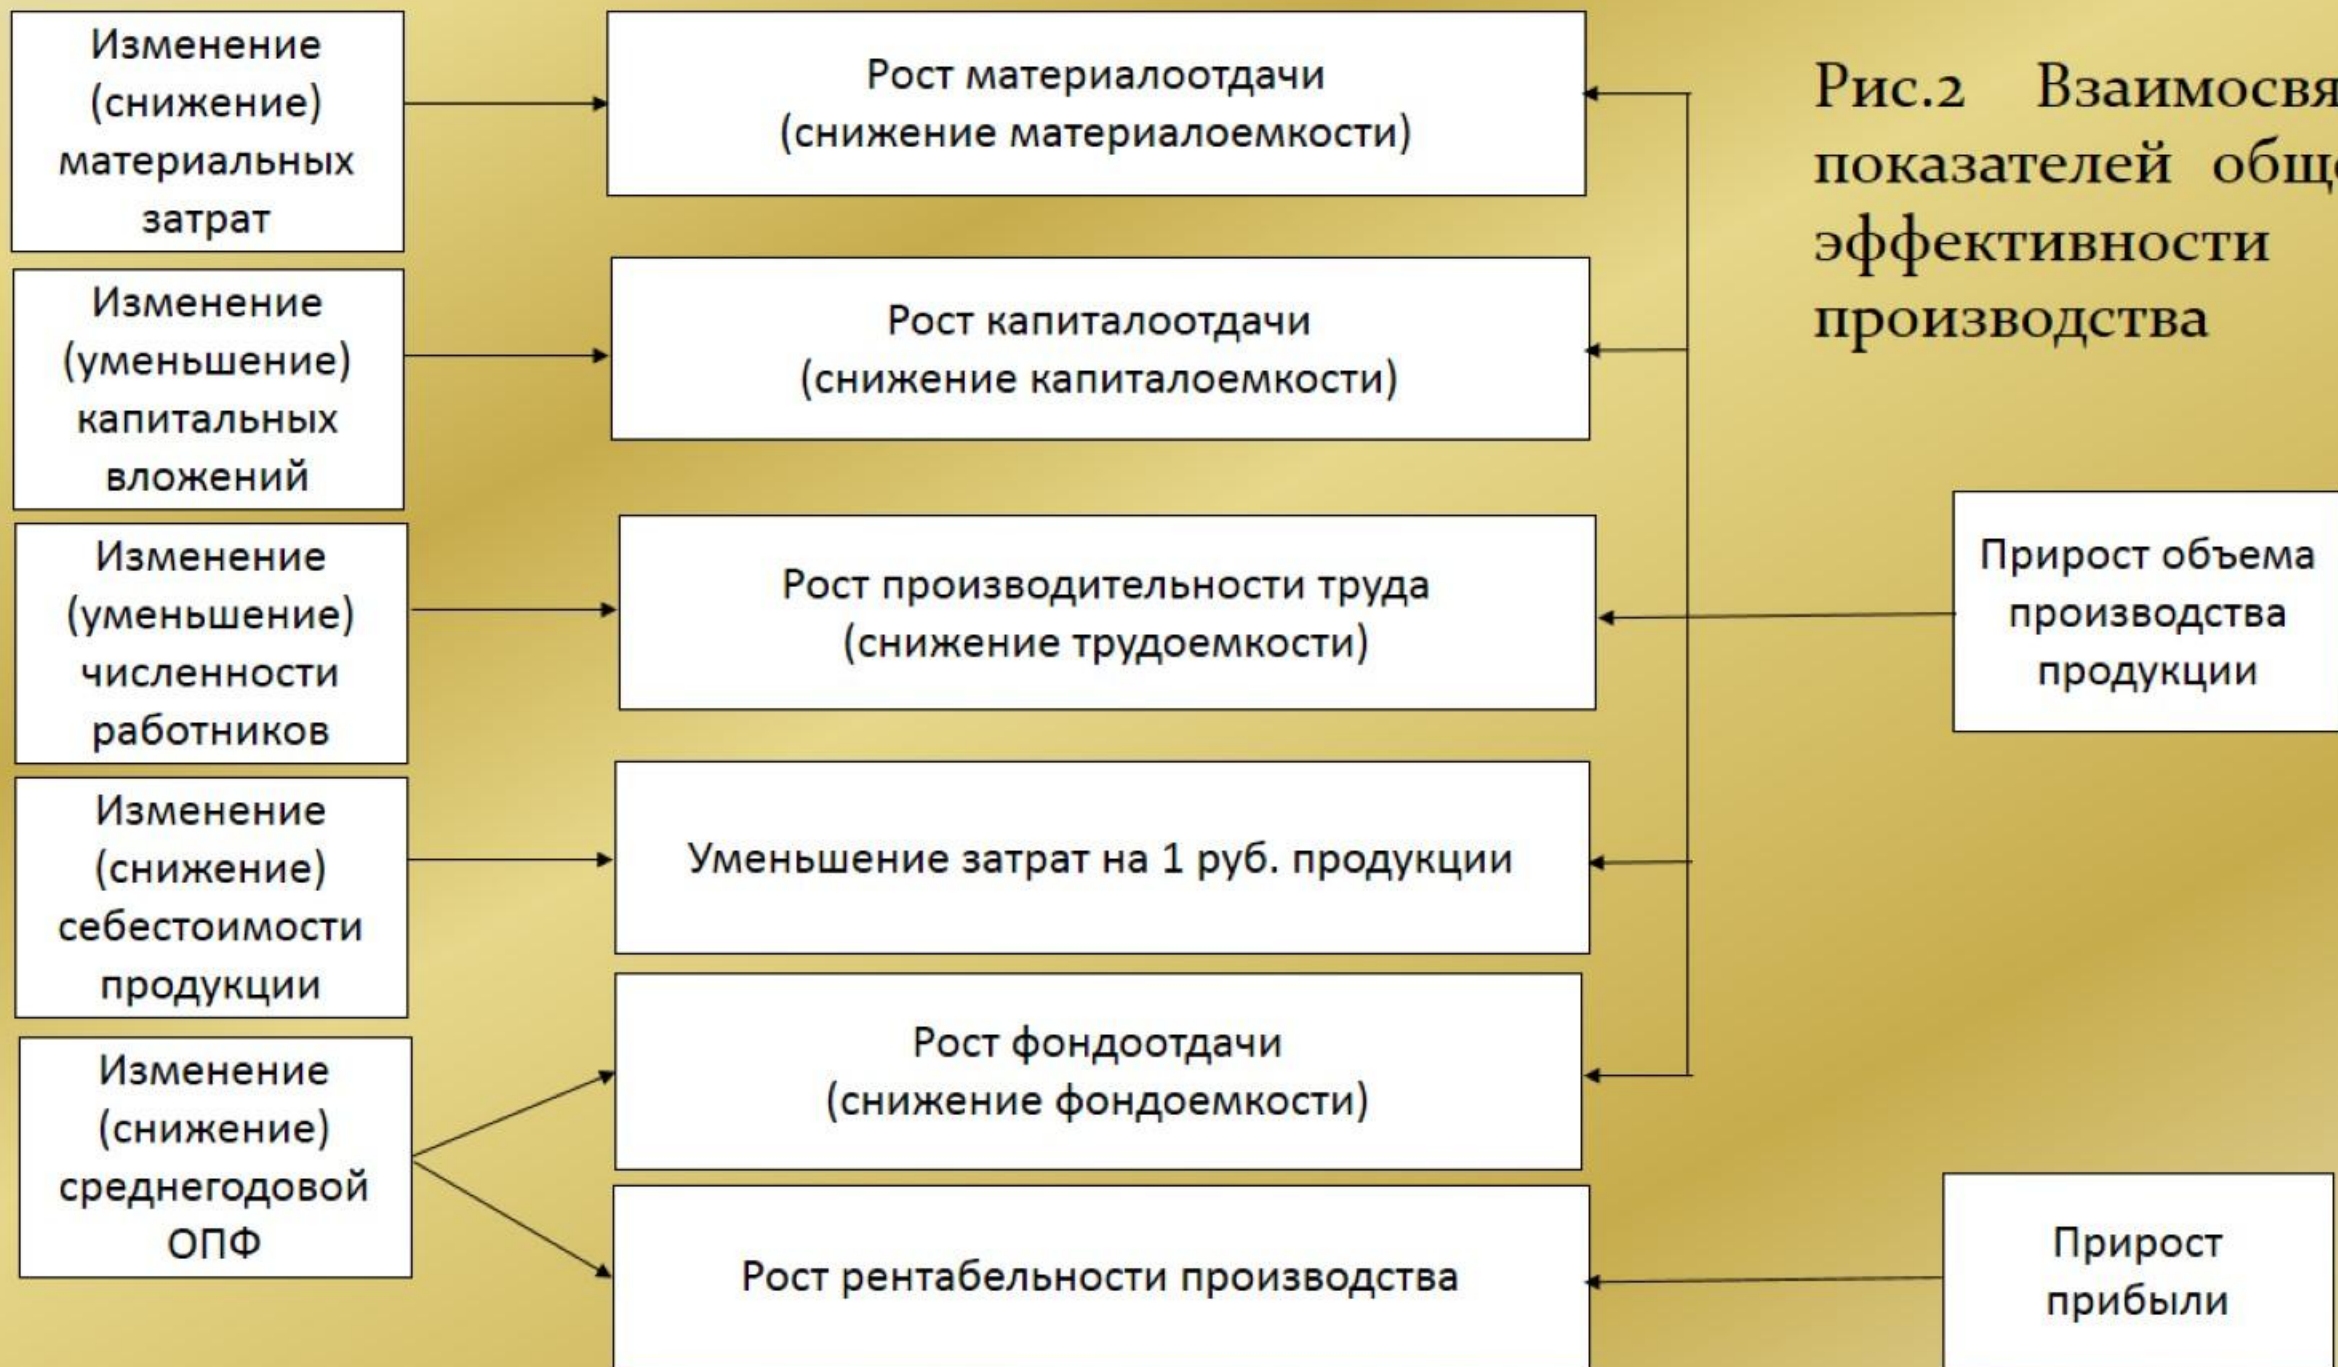 Изменение
(снижение)
материальных
затрат
Рост материалоотдачи
(снижение материалоемкости)
Рис.2
показателей
эффективности
производства
Изменение
(уменьшение)
капитальных
вложений
Рост капиталоотдачи
(снижение капиталоемкости)
Изменение
(уменьшение)
численности
работников
Рост производительности труда
(снижение трудоемкости)
Прирост объема
производства
продукции
Изменение
(снижение)
себестоимости
продукции
Уменьшение затрат на 1 руб. продукции
Изменение
(снижение)
среднегодовой
ОПФ
Рост фондоотдачи
(снижение фондоемкости)
Рост рентабельности производства
Прирост
прибыли